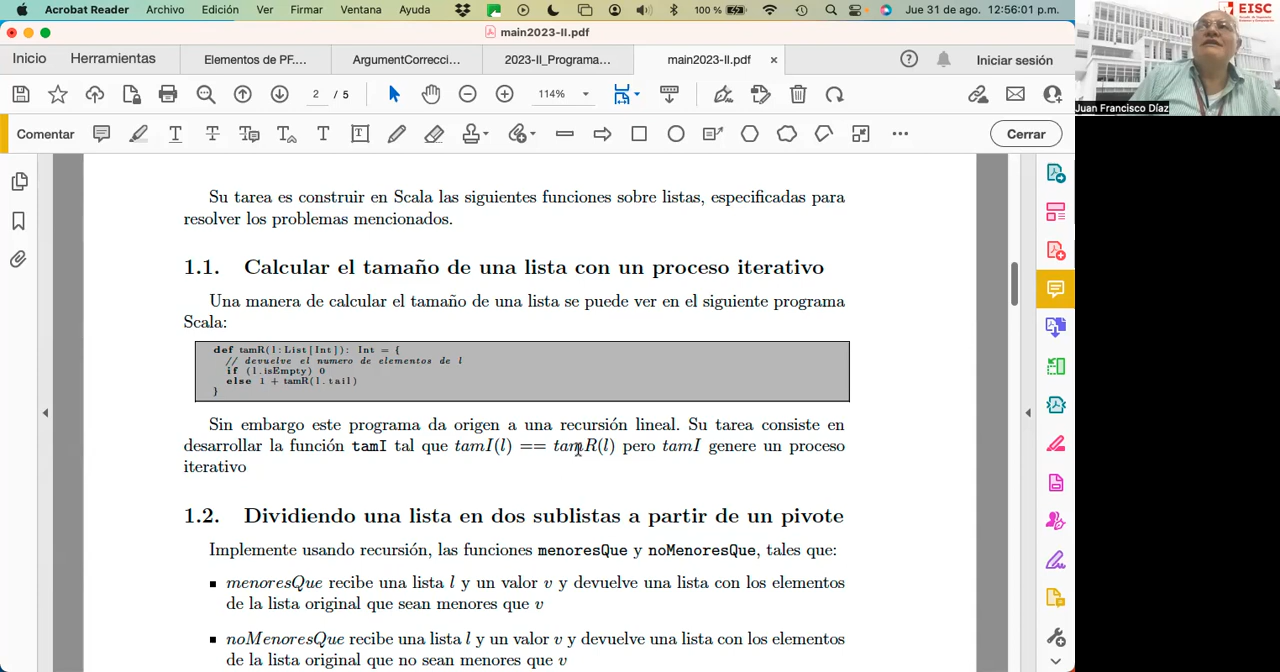 Acrobat Reader Archivo Edición Ver Firmar Ventana Ayuda 100 % Jue 31 de ago. 12:56:01 p.m.
main2023-II.pdf
Inicio Herramientas Elementos de PF.... ArgumentCorrecci... 2023-II_Programa... main2023-II.pdf × Iniciar sesión
2 / 5 114%
Comentar Cerrar
EISC
Juan Francisco Díaz
Su tarea es construir en Scala las siguientes funciones sobre listas, especificadas para
resolver los problemas mencionados.
1.1. Calcular el tamaño de una lista con un proceso iterativo
Una manera de calcular el tamaño de una lista se puede ver en el siguiente programa
Scala:
def tamR(l:List[Int]): Int = {
// devuelve el numero de elementos de l
if (l.isEmpty) 0
else 1 + tamR(l.tail)
}
Sin embargo este programa da origen a una recursión lineal. Su tarea consiste en
desarrollar la función tamI tal que tamI(l) == tamR(l) pero tamI genere un proceso
iterativo
1.2. Dividiendo una lista en dos sublistas a partir de un pivote
Implemente usando recursión, las funciones menoresQue y noMenoresQue, tales que:
▪ menoresQue recibe una lista l y un valor v y devuelve una lista con los elementos
de la lista original que sean menores que v
▪ noMenoresQue recibe una lista l y un valor v y devuelve una lista con los elementos
de la lista original que no sean menores que v